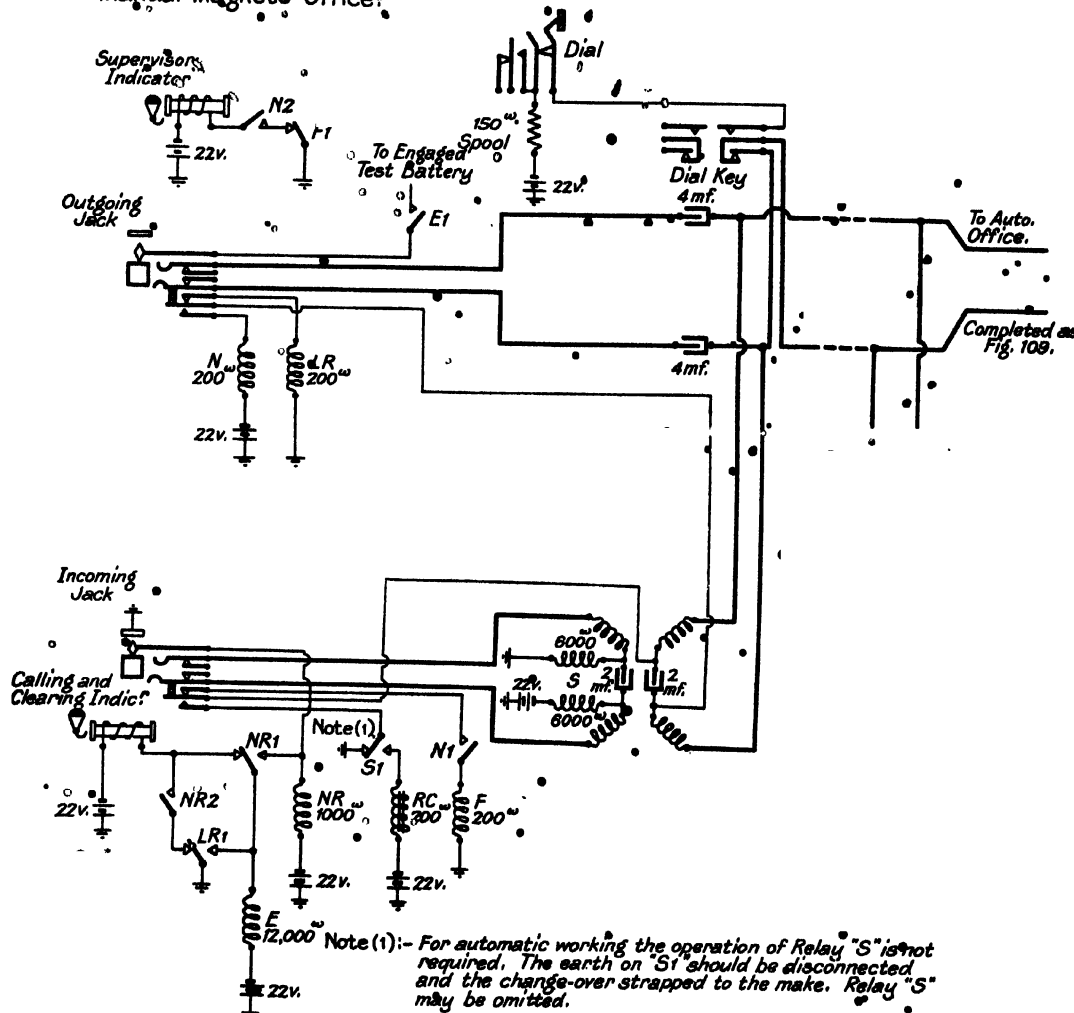 Manual Magneto Office.
Dial
Supervisory
Indicator
N2
F1
22v.
150ω
Spool
22v.
To Engaged
Test Battery
Dial Key
4mf.
Outgoing
Jack
E1
To Auto.
Office.
Completed as
Fig. 109.
4mf.
N
200ω
LR
200ω
22v.
Incoming
Jack
6000ω
S
2
mf.
2
mf.
22v.
6000ω
Calling and
Clearing Indicr.
Note(1)
NR1
S1
N1
NR2
22v.
LR1
NR
1000ω
RC
200ω
F
200ω
22v.
22v.
E
12,000ω
22v.
Note(1):- For automatic working the operation of Relay "S" is not
required. The earth on "S1" should be disconnected
and the change-over strapped to the make. Relay "S"
may be omitted.